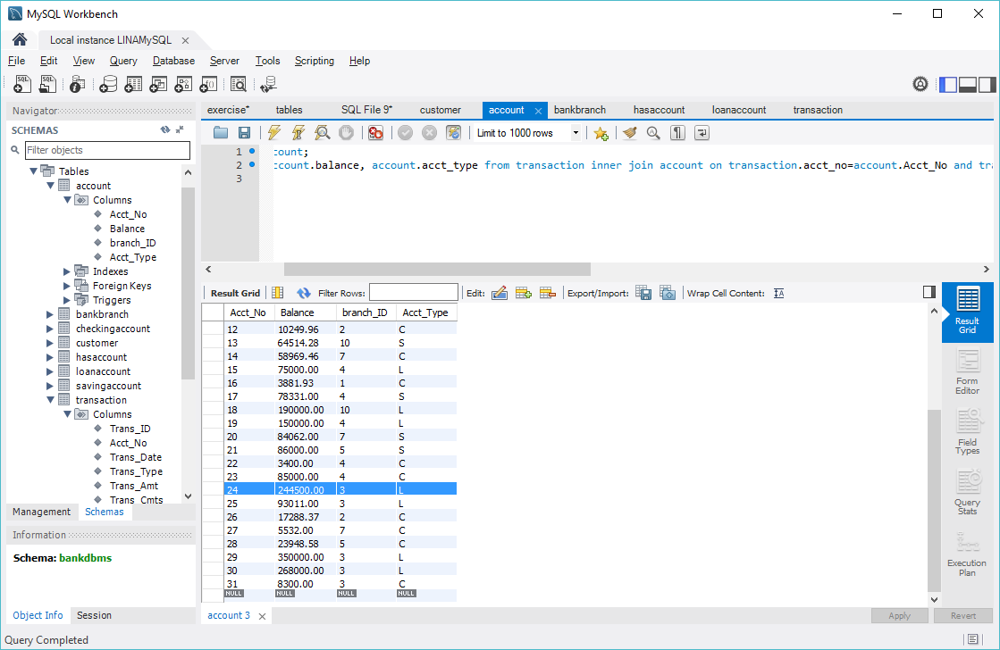 MySQL Workbench
Local instance LINAMySQL
File Edit View Query Database Server Tools Scripting Help
Navigator
SCHEMAS
Filter objects
Tables
account
Columns
Acct_No
Balance
branch_ID
Acct_Type
Indexes
Foreign Keys
Triggers
bankbranch
checkingaccount
customer
hasaccount
loanaccount
savingaccount
transaction
Columns
Trans_ID
Acct_No
Trans_Date
Trans_Type
Trans_Amt
Trans_Cmts
Management Schemas
Information
Schema: bankdbms
Object Info Session
exercise* tables SQL File 9* customer account bankbranch hasaccount loanaccount transaction
Limit to 1000 rows
1 count;
2 ccount.balance, account.acct_type from transaction inner join account on transaction.acct_no=account.Acct_No and tra
3
Result Grid Filter Rows: Edit: Export/Import: Wrap Cell Content:
Acct_No Balance branch_ID Acct_Type
12 10249.96 2 C
13 64514.28 10 S
14 58969.46 7 C
15 75000.00 4 L
16 3881.93 1 C
17 78331.00 4 S
18 190000.00 10 L
19 150000.00 4 L
20 84062.00 7 S
21 86000.00 5 S
22 3400.00 4 C
23 85000.00 4 C
24 244500.00 3 L
25 93011.00 3 L
26 17288.37 2 C
27 5532.00 7 C
28 23948.58 5 C
29 350000.00 3 L
30 268000.00 3 L
31 8300.00 3 C
NULL NULL NULL NULL
Result
Grid
Form
Editor
Field
Types
Query
Stats
Execution
Plan
account 3
Apply Revert
Query Completed